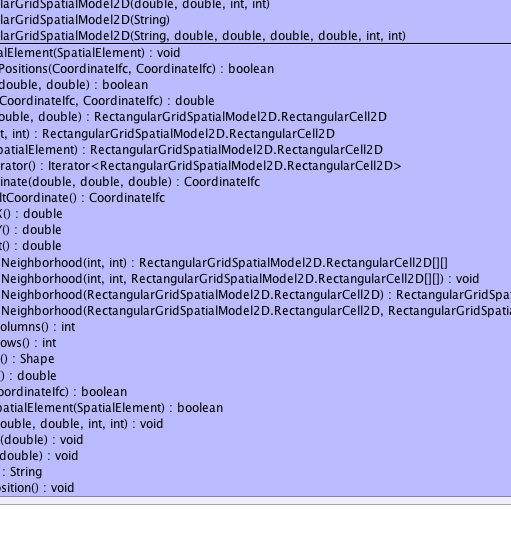 larGridSpatialModel2D(double, double, int, int)
larGridSpatialModel2D(String)
larGridSpatialModel2D(String, double, double, double, double, int, int)
alElement(SpatialElement) : void
Positions(CoordinateIfc, CoordinateIfc) : boolean
(double, double) : boolean
(CoordinateIfc, CoordinateIfc) : double
ouble, double) : RectangularGridSpatialModel2D.RectangularCell2D
t, int) : RectangularGridSpatialModel2D.RectangularCell2D
patialElement) : RectangularGridSpatialModel2D.RectangularCell2D
rator() : Iterator<RectangularGridSpatialModel2D.RectangularCell2D>
inate(double, double, double) : CoordinateIfc
ltCoordinate() : CoordinateIfc
X() : double
Y() : double
t() : double
Neighborhood(int, int) : RectangularGridSpatialModel2D.RectangularCell2D[][]
Neighborhood(int, int, RectangularGridSpatialModel2D.RectangularCell2D[][]) : void
Neighborhood(RectangularGridSpatialModel2D.RectangularCell2D) : RectangularGridSpa
Neighborhood(RectangularGridSpatialModel2D.RectangularCell2D, RectangularGridSpatia
olumns() : int
ows() : int
() : Shape
) : double
oordinateIfc) : boolean
patialElement(SpatialElement) : boolean
ouble, double, int, int) : void
(double) : void
double) : void
: String
sition() : void